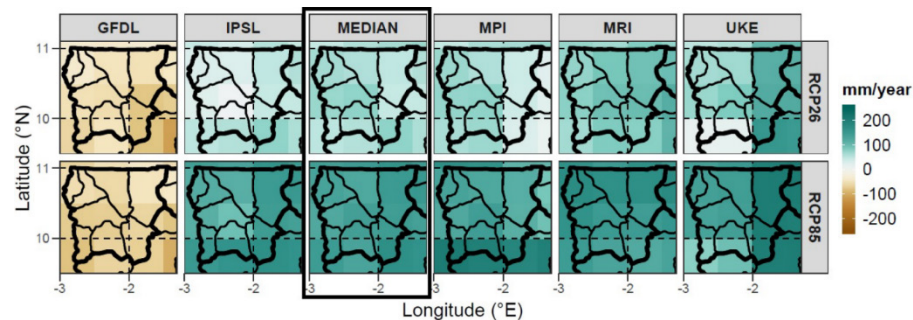 GFDL IPSL MEDIAN MPI MRI UKE
11
10
RCP26
11
10
RCP85
Latitude (°N)
-3 -2 -3 -2 -3 -2 -3 -2 -3 -2 -3 -2
Longitude (°E)
mm/year
200
100
0
-100
-200